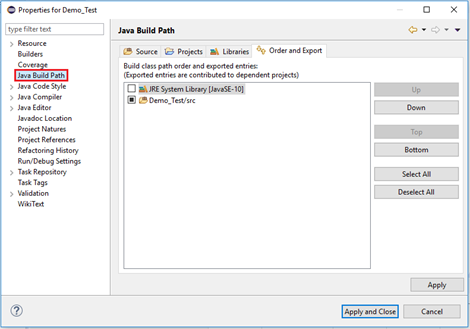 Properties for Demo_Test
type filter text
Resource
Builders
Coverage
Java Build Path
Java Code Style
Java Compiler
Java Editor
Javadoc Location
Project Natures
Project References
Refactoring History
Run/Debug Settings
Task Repository
Task Tags
Validation
WikiText
Java Build Path
Source Projects Libraries Order and Export
Build class path order and exported entries:
(Exported entries are contributed to dependent projects)
JRE System Library [JavaSE-10]
Demo_Test/src
Up
Down
Top
Bottom
Select All
Deselect All
Apply
Apply and Close Cancel